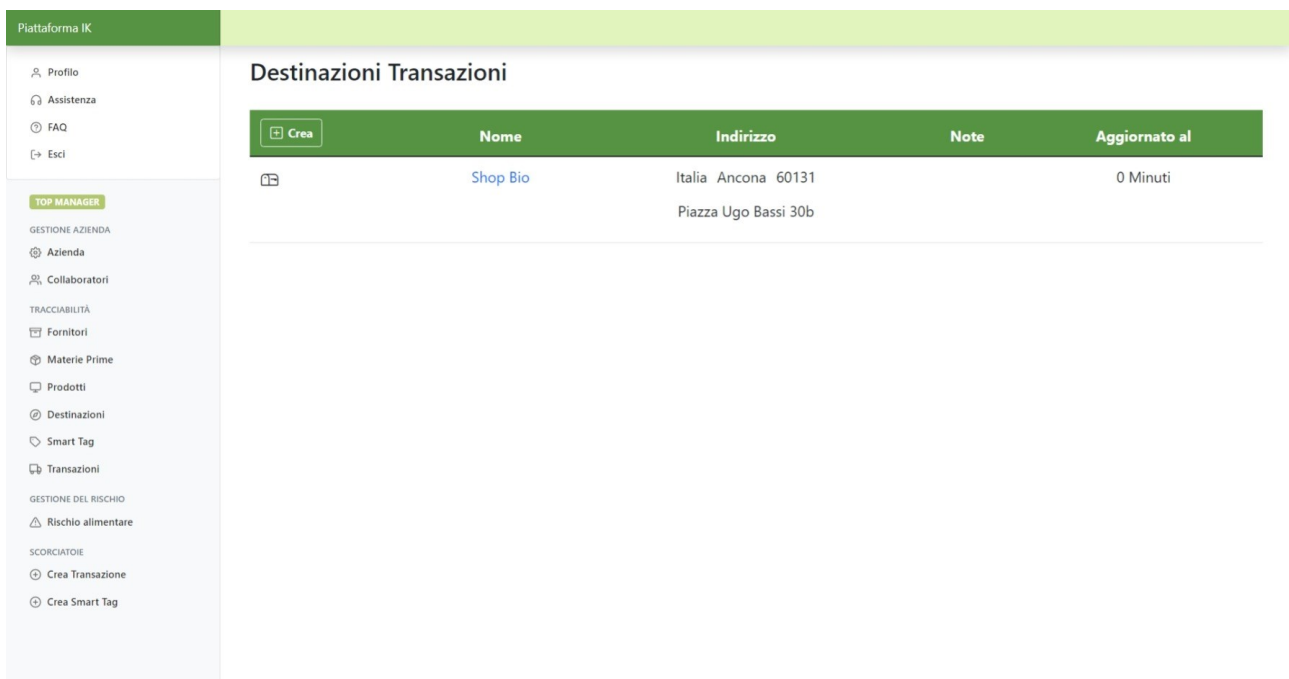 Piattaforma IK
Profilo
Assistenza
FAQ
Esci
TOP MANAGER
GESTIONE AZIENDA
Azienda
Collaboratori
TRACCIABILITÀ
Fornitori
Materie Prime
Prodotti
Destinazioni
Smart Tag
Transazioni
GESTIONE DEL RISCHIO
Rischio alimentare
SCORCIATOIE
Crea Transazione
Crea Smart Tag
Destinazioni Transazioni
Crea Nome Indirizzo Note Aggiornato al
Shop Bio Italia Ancona 60131 0 Minuti
Piazza Ugo Bassi 30b